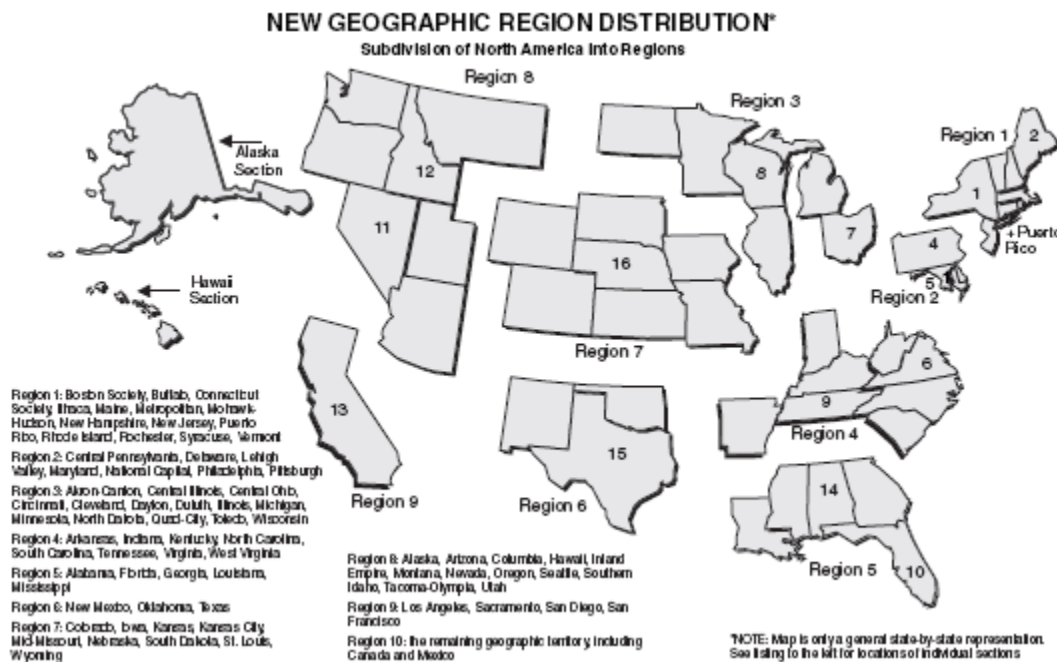 NEW GEOGRAPHIC REGION DISTRIBUTION*
Subdivision of North America Into Regions
Region 8
Region 3
Region 1
2
Alaska
Section
12
8
1
+Puerto
Rico
11
7
4
16
5
Region 2
Hawaii
Section
Region 7
6
13
9
Region 4
15
Region 9
Region 6
14
Region 5
10
Region 1: Boston Society, Buffalo, Connecticut
Society, Ithaca, Maine, Metropolitan, Mohawk-
Hudson, New Hampshire, New Jersey, Puerto
Rico, Rhode Island, Rochester, Syracuse, Vermont
Region 2: Central Pennsylvania, Delaware, Lehigh
Valley, Maryland, National Capital, Philadelphia, Pittsburgh
Region 3: Akron-Canton, Central Illinois, Central Ohio,
Cincinnati, Cleveland, Dayton, Duluth, Illinois, Michigan,
Minnesota, North Dakota, Quad-City, Toledo, Wisconsin
Region 4: Arkansas, Indiana, Kentucky, North Carolina,
South Carolina, Tennessee, Virginia, West Virginia
Region 5: Alabama, Florida, Georgia, Louisiana,
Mississippi
Region 6: New Mexico, Oklahoma, Texas
Region 7: Colorado, Iowa, Kansas, Kansas City,
Mid-Missouri, Nebraska, South Dakota, St. Louis,
Wyoming
Region 8: Alaska, Arizona, Columbia, Hawaii, Inland
Empire, Montana, Nevada, Oregon, Seattle, Southern
Idaho, Tacoma-Olympia, Utah
Region 9: Los Angeles, Sacramento, San Diego, San
Francisco
Region 10: the remaining geographic territory, including
Canada and Mexico
*NOTE: Map is only a general state-by-state representation.
See listing to the left for locations of individual sections